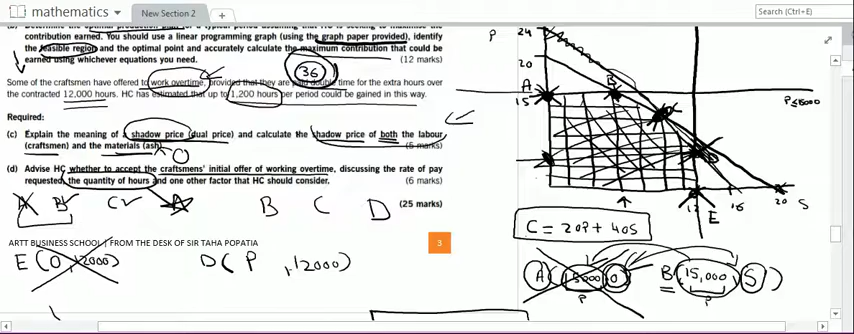 New Section 2
contribution earned. You should use a linear programming graph (using the graph paper provided), identify
the feasible region and the optimal point and accurately calculate the maximum contribution that could be
earned using whichever equations you need. (12 marks)
36
Some of the craftsmen have offered to work overtime, provided that they are paid double time for the extra hours over
the contracted 12,000 hours. HC has estimated that up to 1,200 hours per period could be gained in this way.
Required:
(c) Explain the meaning of a shadow price (dual price) and calculate the shadow price of both the labour
(craftsmen) and the materials (ash). (5 marks)
0
(d) Advise HC whether to accept the craftsmens' initial offer of working overtime, discussing the rate of pay
requested, the quantity of hours and one other factor that HC should consider. (6 marks)
A B C A B C D (25 marks)
ARTT BUSINESS SCHOOL | FROM THE DESK OF SIR TAHA POPATIA 3
E (0, 12000) D( P , 12000)
P 24
20
A B
15 P≤15000
12 16 20 S
E
C = 20P + 40S
A ( 15000 0 B ( 15,000 S )
P P